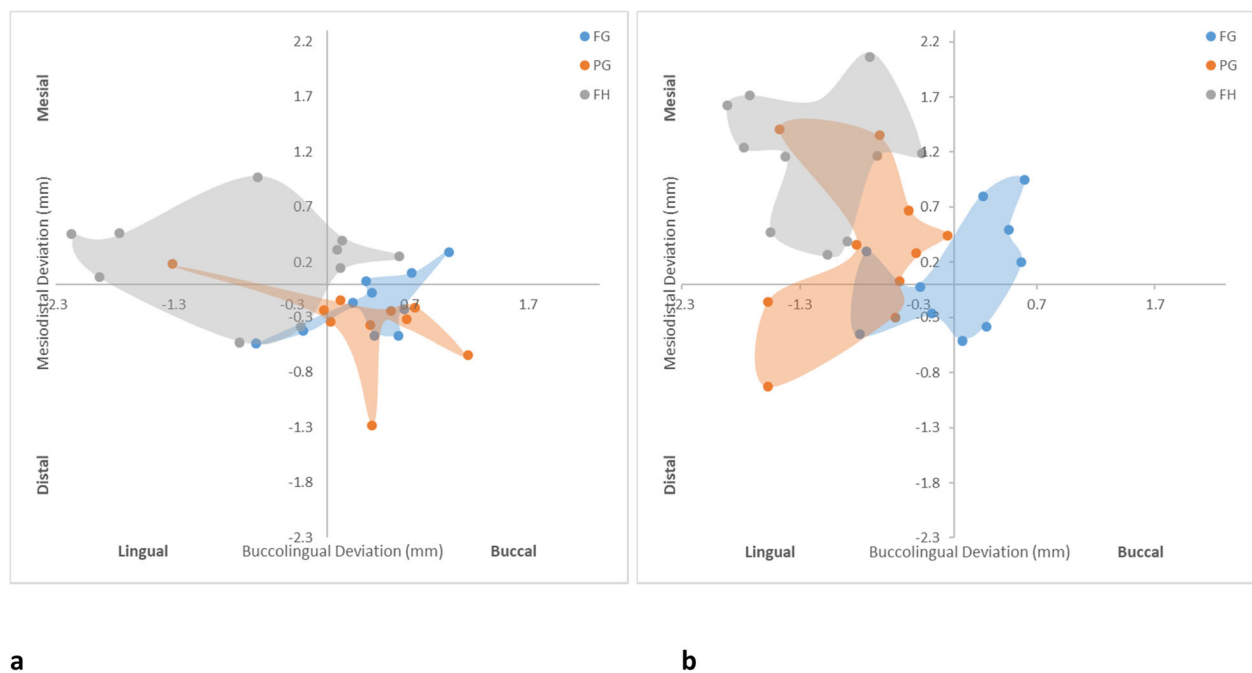 2.2
1.7
1.2
0.7
0.2
-0.3
-0.8
-1.3
-1.8
-2.3
-2.3
-1.3
-0.3
0.7
1.7
Mesial
Mesiodistal Deviation (mm)
Distal
Lingual
Buccolingual Deviation (mm)
Buccal
FG
PG
FH
a
2.2
1.7
1.2
0.7
0.2
-0.3
-0.8
-1.3
-1.8
-2.3
-2.3
-1.3
-0.3
0.7
1.7
Mesial
Mesiodistal Deviation (mm)
Distal
Lingual
Buccolingual Deviation (mm)
Buccal
FG
PG
FH
b